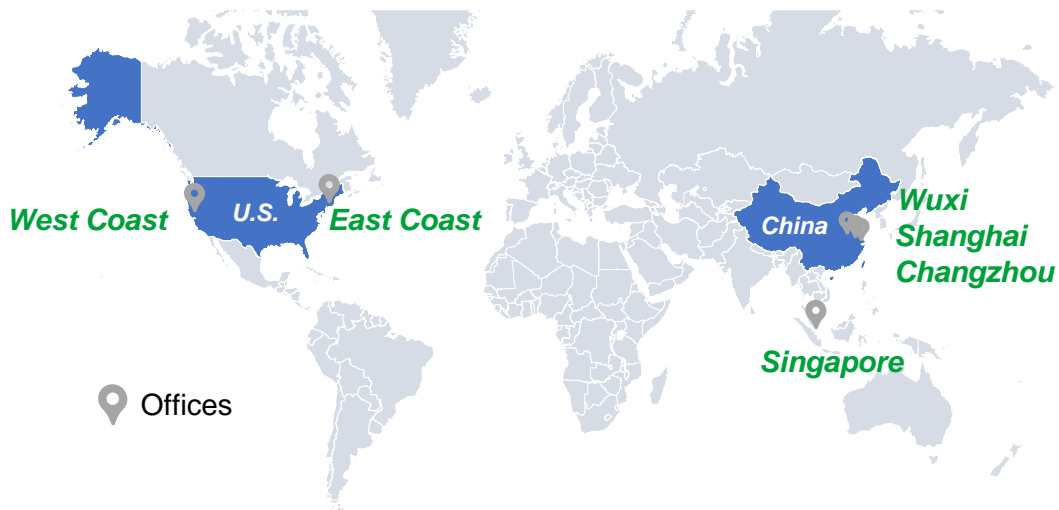 West Coast
U.S.
East Coast
China
Wuxi
Shanghai
Changzhou
Singapore
Offices